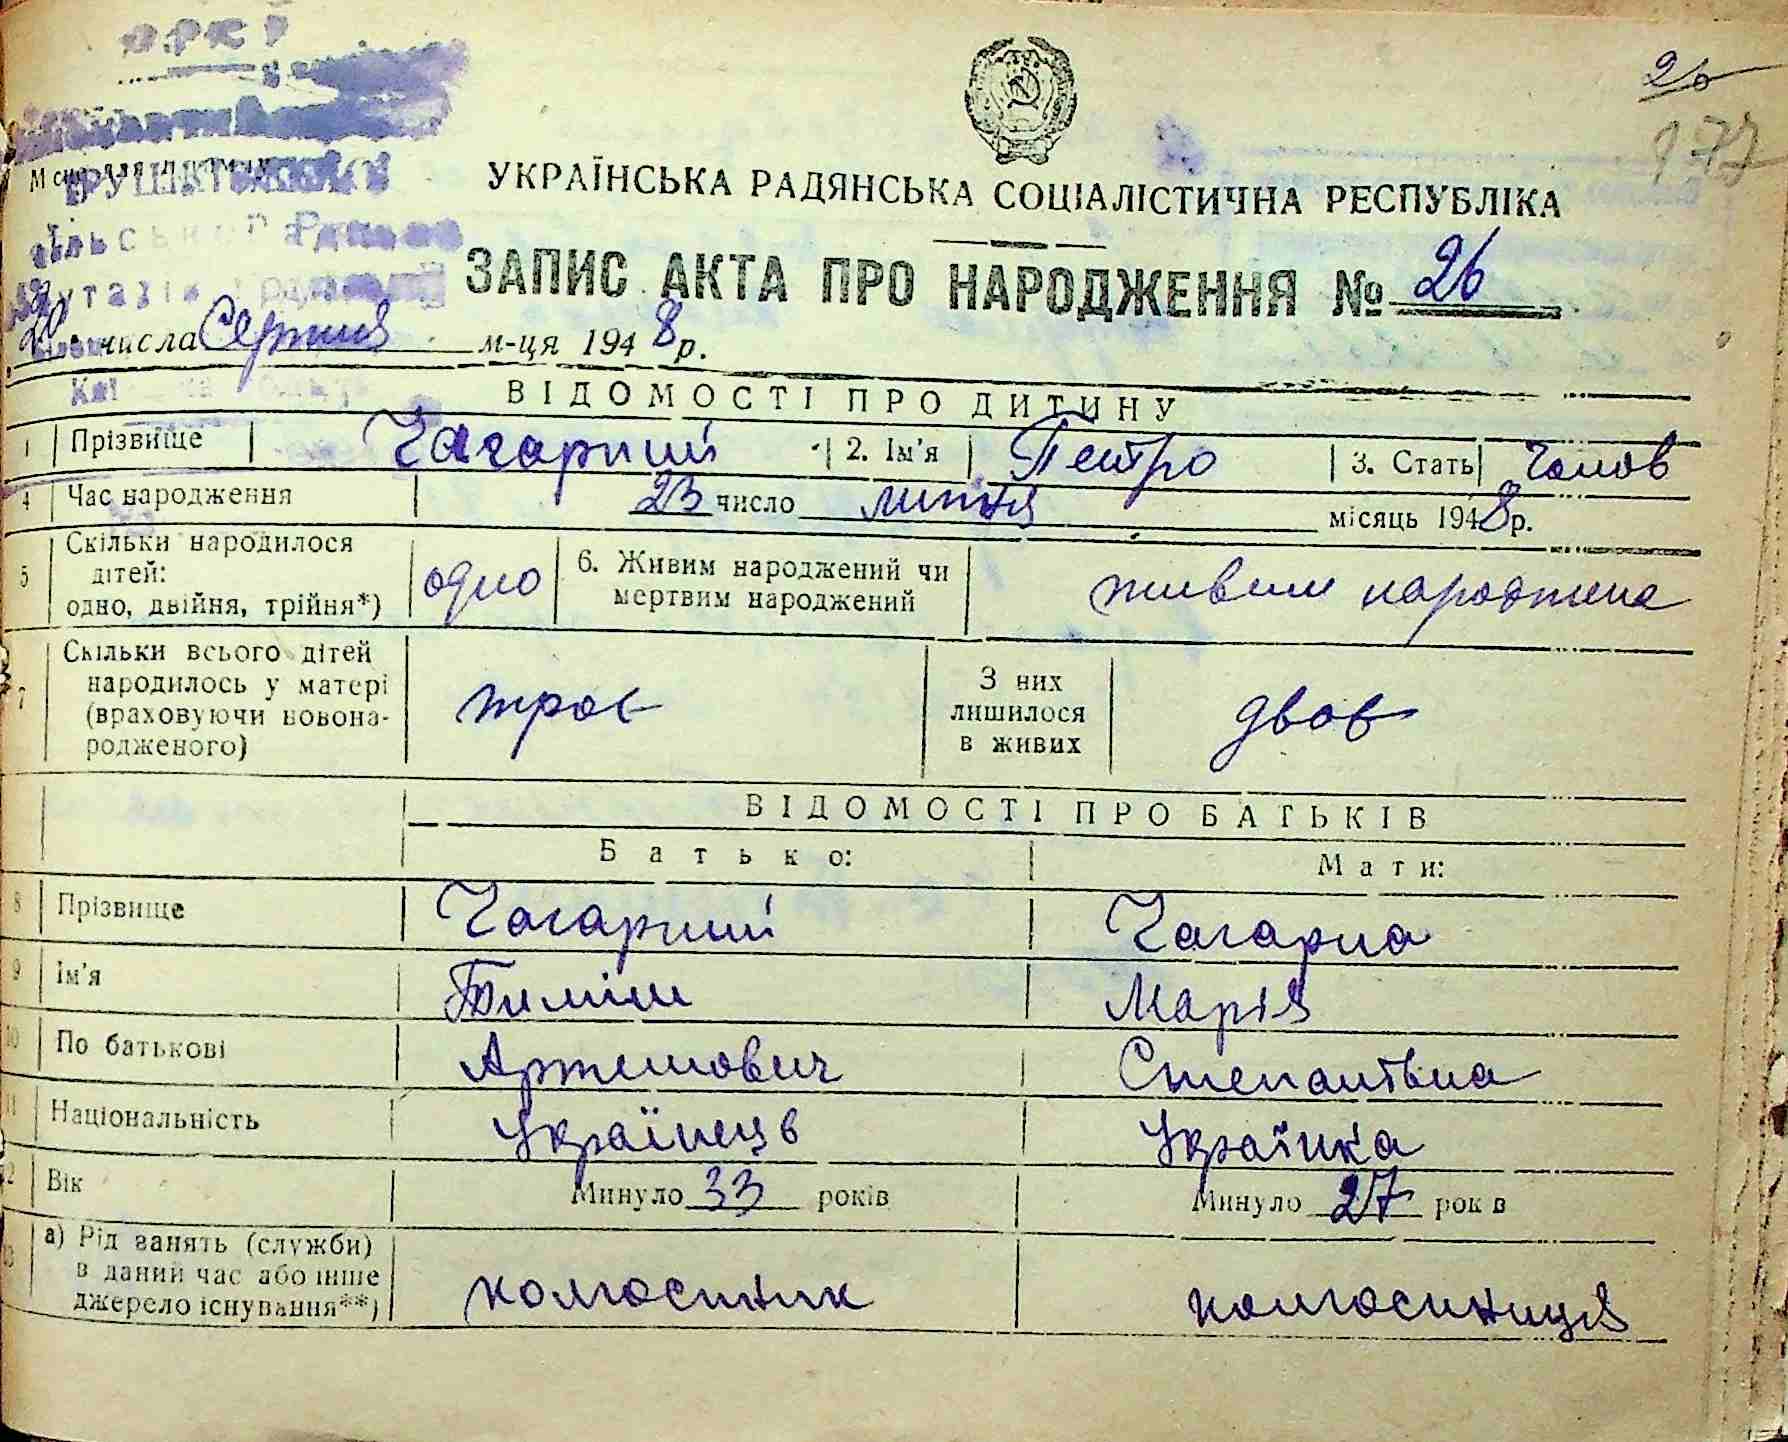 26
177
УКРАЇНСЬКА РАДЯНСЬКА СОЦІАЛІСТИЧНА РЕСПУБЛІКА
ЗАПИС АКТА ПРО НАРОДЖЕННЯ № 26
20 числа Серпня м-ця 1948 р.
ВІДОМОСТІ ПРО ДИТИНУ
1 Прізвище Чагарний 2. Ім'я Петро 3. Стать Чолов
4 Час народження 23 число липня місяць 1948 р.
5 Скільки народилося дітей: одно, двійня, трійня*) одно 6. Живим народжений чи мертвим народжений живим народжена
7 Скільки всього дітей народилось у матері (враховуючи новонародженого) троє З них лишилося в живих двоє
ВІДОМОСТІ ПРО БАТЬКІВ
Батько: Мати:
8 Прізвище Чагарний Чагарна
9 Ім'я Тиміш Марія
10 По батькові Артемович Степанівна
11 Національність Українець Українка
12 Вік Минуло 33 років Минуло 27 років
13 а) Рід занять (служби) в даний час або інше джерело існування**) колгоспник колгоспниця